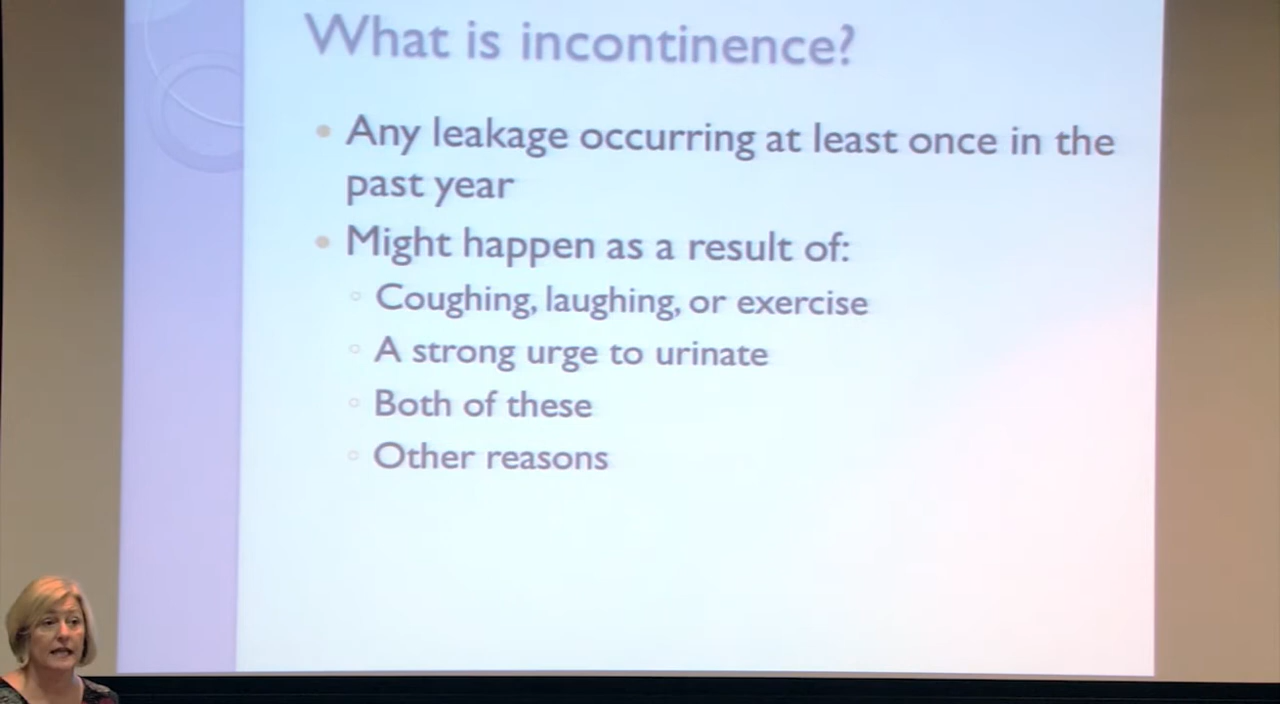 What is incontinence?
Any leakage occurring at least once in the
past year
Might happen as a result of:
Coughing, laughing, or exercise
A strong urge to urinate
Both of these
Other reasons